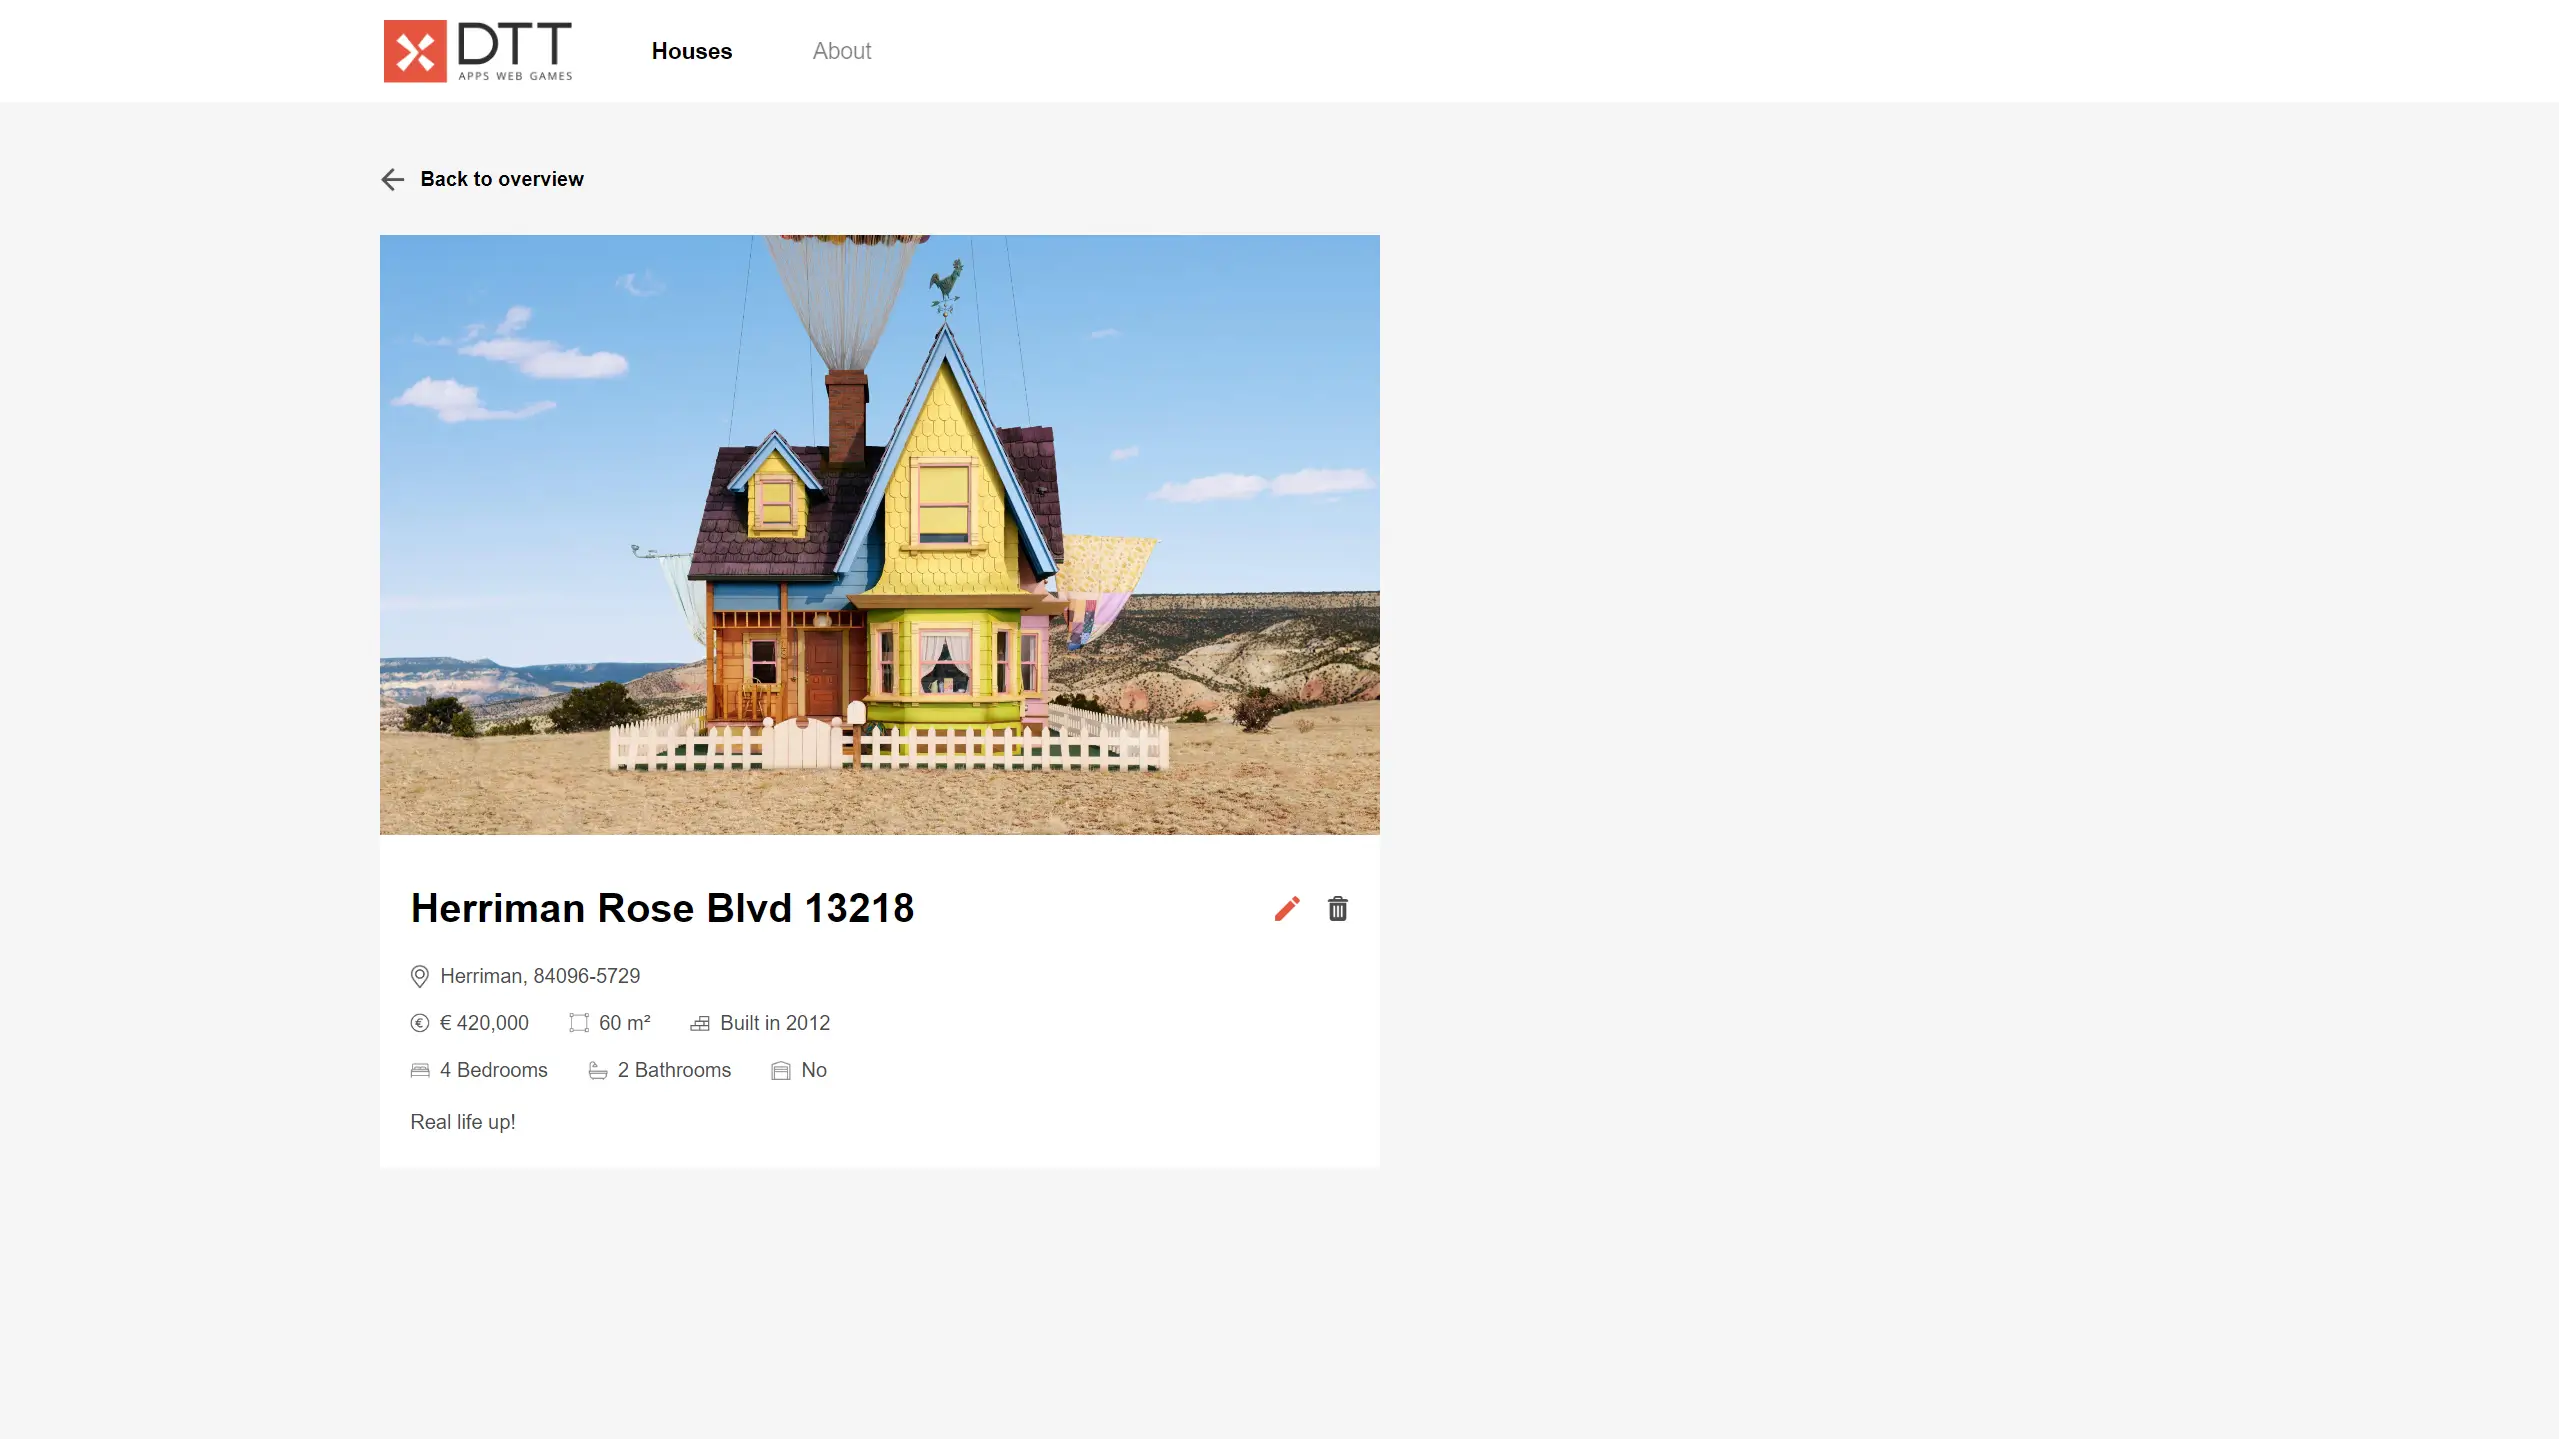 DTT
APPS WEB GAMES
Houses
About
Back to overview
Herriman Rose Blvd 13218
Herriman, 84096-5729
€ 420,000
60 m²
Built in 2012
4 Bedrooms
2 Bathrooms
No
Real life up!